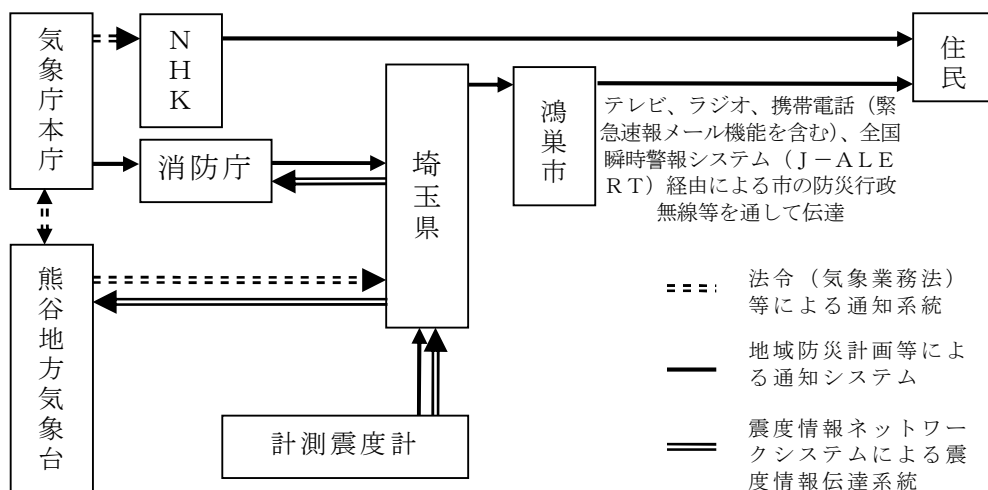 気象庁本庁
NHK
住民
埼玉県
鴻巣市
テレビ、ラジオ、携帯電話（緊
急速報メール機能を含む）、全国
瞬時警報システム（J－ALE
RT）経由による市の防災行政
無線等を通して伝達
消防庁
熊谷地方気象台
計測震度計
法令（気象業務法）
等による通知系統
地域防災計画等によ
る通知システム
震度情報ネットワー
クシステムによる震
度情報伝達系統